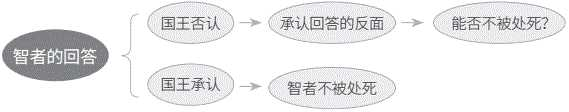 智者的回答
国王否认
承认回答的反面
能否不被处死？
国王承认
智者不被处死